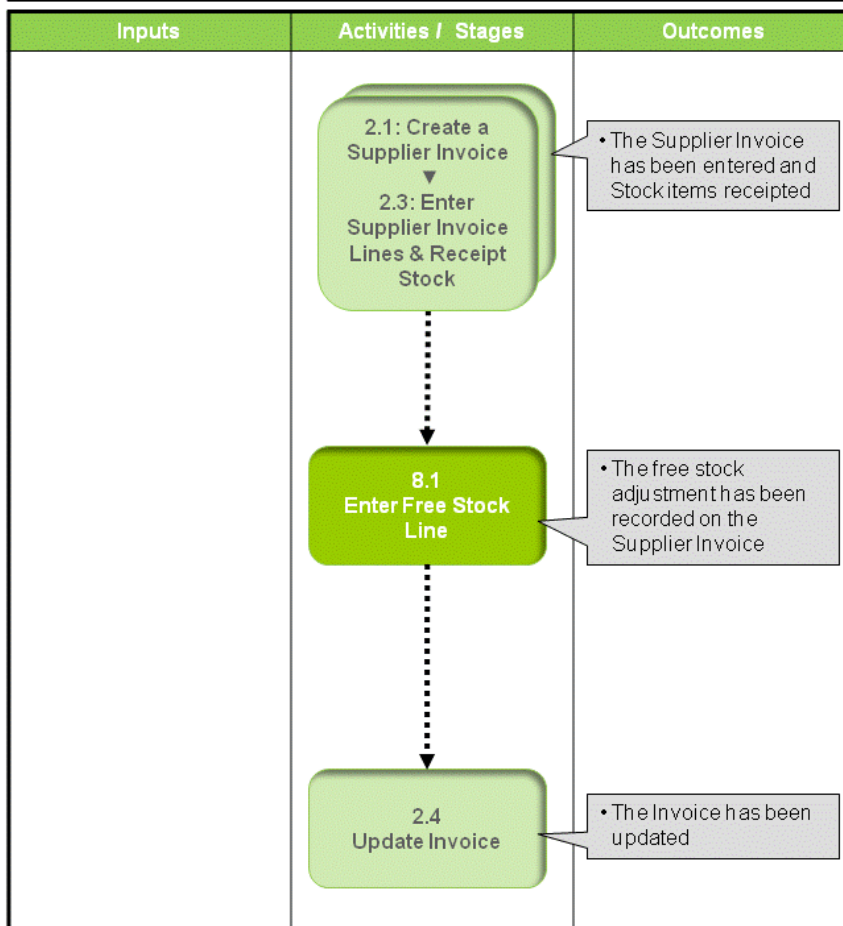 Inputs
Activities / Stages
Outcomes
2.1: Create a
Supplier Invoice
▼
2.3: Enter
Supplier Invoice
Lines & Receipt
Stock
• The Supplier Invoice
has been entered and
Stock items receipted
8.1
Enter Free Stock
Line
• The free stock
adjustment has been
recorded on the
Supplier Invoice
2.4
Update Invoice
• The Invoice has been
updated